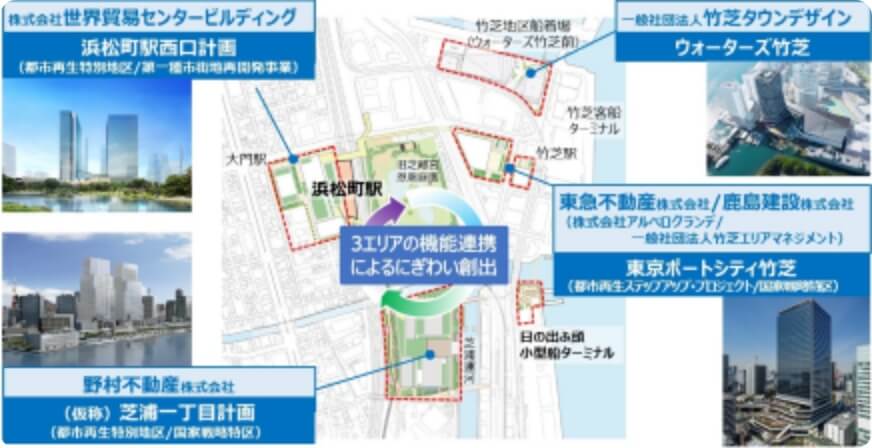 株式会社世界貿易センタービルディング
浜松町駅西口計画
(都市再生特別地区/第一種市街地再開発事業)
竹芝地区船着場
(ウォーターズ竹芝前)
一般社団法人竹芝タウンデザイン
ウォーターズ竹芝
竹芝客船
ターミナル
大門駅
旧芝離宮
恩賜庭園
竹芝駅
浜松町駅
東急不動産株式会社/鹿島建設株式会社
(株式会社アルベログランデ/
一般社団法人竹芝エリアマネジメント)
東京ポートシティ竹芝
(都市再生ステップアップ・プロジェクト/国家戦略特区)
3エリアの機能連携
によるにぎわい創出
日の出ふ頭
小型船ターミナル
芝浦運河
野村不動産株式会社
(仮称) 芝浦一丁目計画
(都市再生特別地区/国家戦略特区)